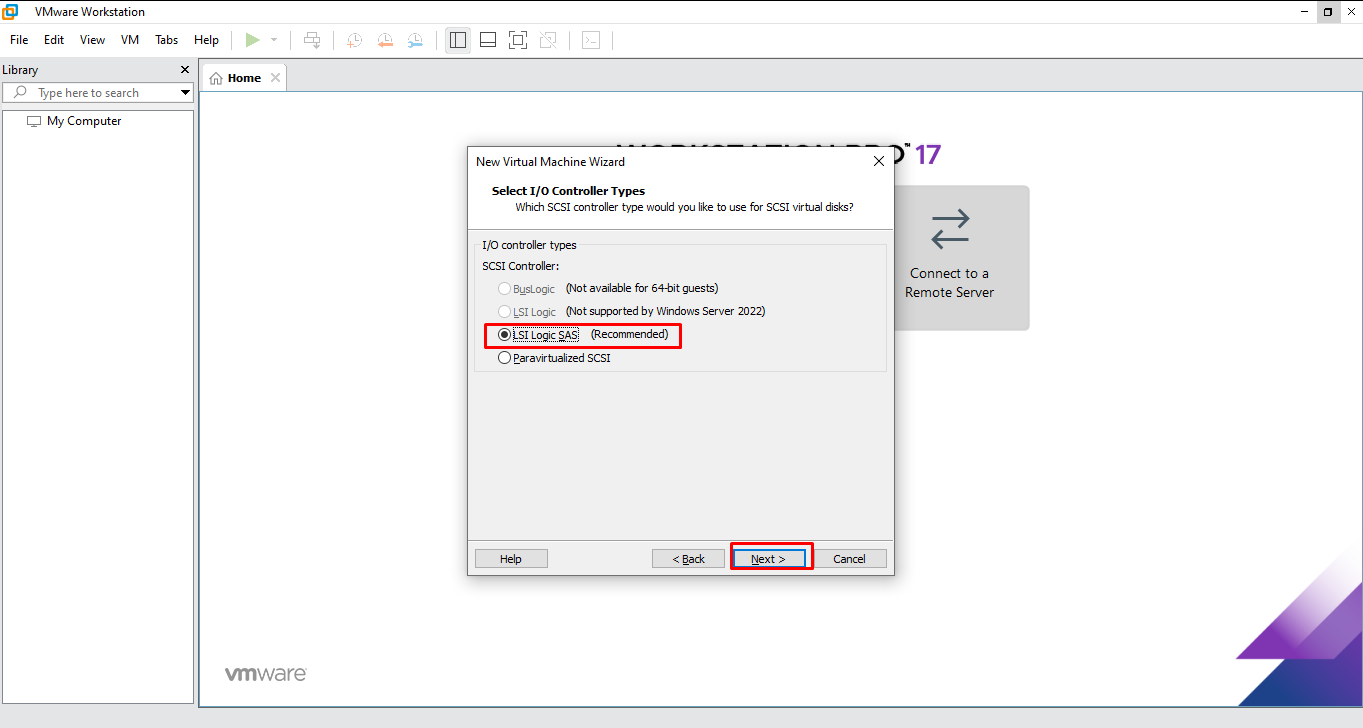 VMware Workstation
File Edit View VM Tabs Help
Library
Type here to search
My Computer
Home
WORKSTATION PRO™ 17
New Virtual Machine Wizard
Select I/O Controller Types
Which SCSI controller type would you like to use for SCSI virtual disks?
I/O controller types
SCSI Controller:
BusLogic (Not available for 64-bit guests)
LSI Logic (Not supported by Windows Server 2022)
LSI Logic SAS (Recommended)
Paravirtualized SCSI
Help < Back Next > Cancel
Connect to a
Remote Server
vmware